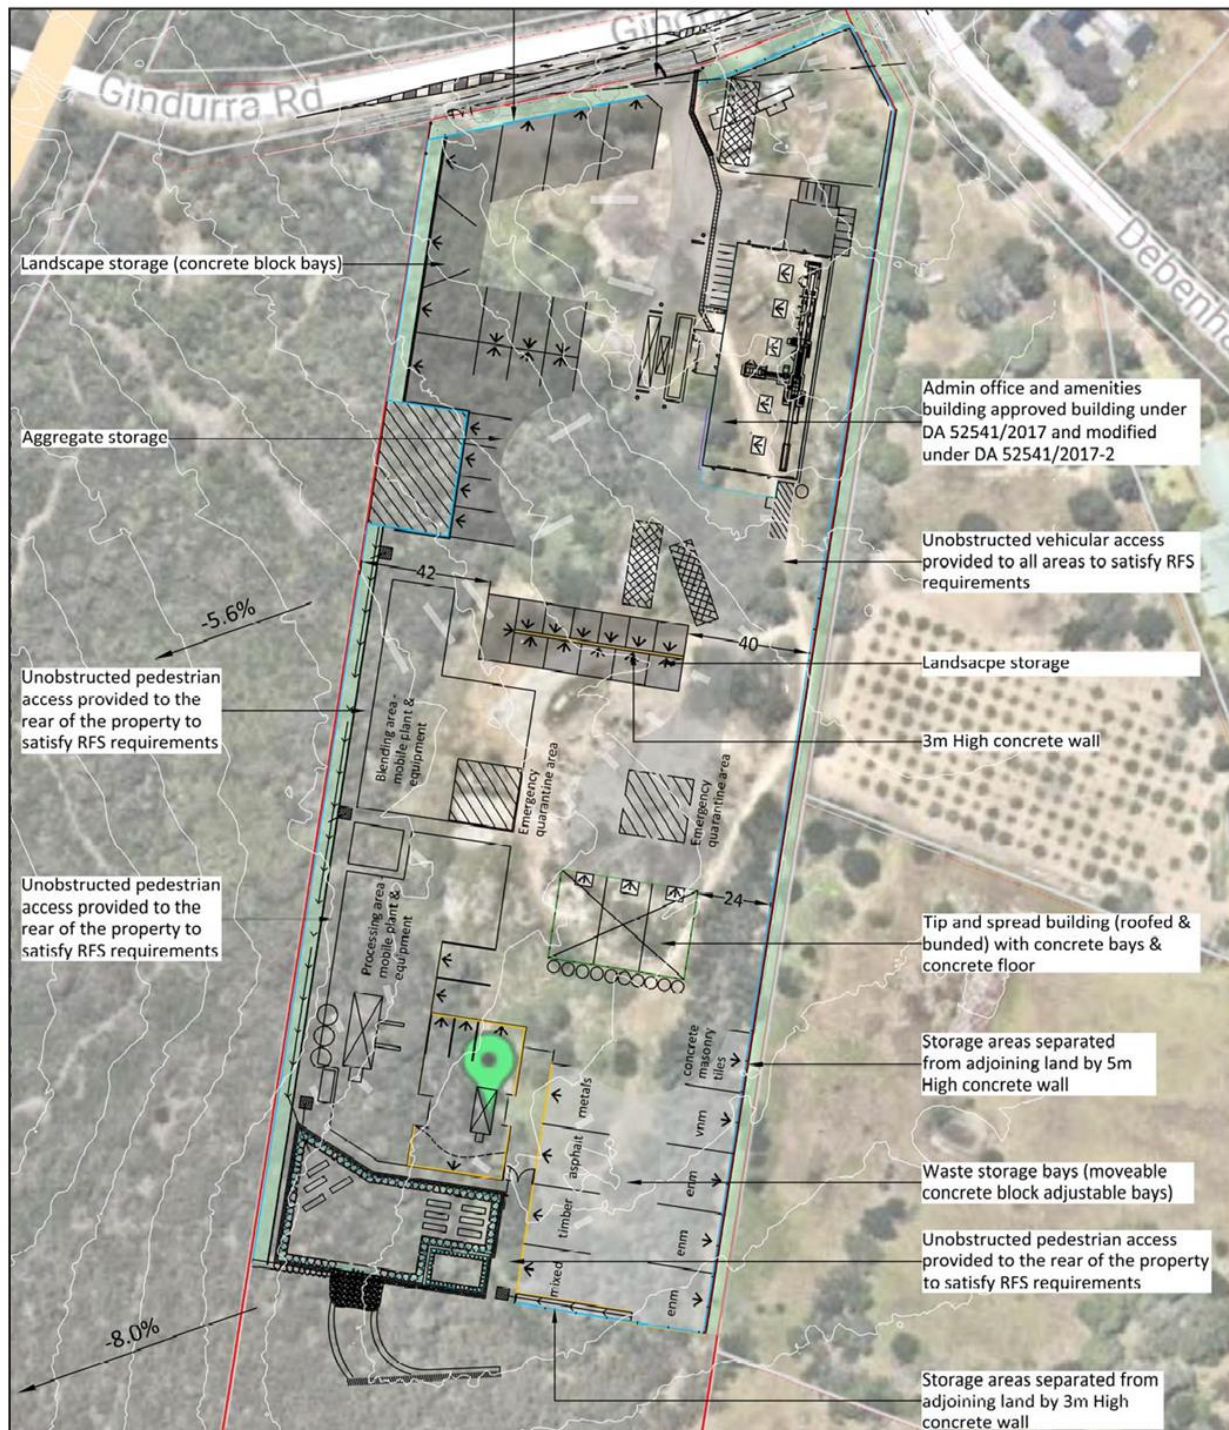 Gindurra Rd
Gindurra
Debenha
Landscape storage (concrete block bays)
Aggregate storage
Admin office and amenities
building approved building under
DA 52541/2017 and modified
under DA 52541/2017-2
Unobstructed vehicular access
provided to all areas to satisfy RFS
requirements
42
-5.6%
40
Landsacpe storage
Unobstructed pedestrian
access provided to the
rear of the property to
satisfy RFS requirements
3m High concrete wall
Blending area -
mobile plant &
equipment
Emergency
quarantine area
Emergency
quarantine area
Unobstructed pedestrian
access provided to the
rear of the property to
satisfy RFS requirements
Processing area
mobile plant &
equipment
24
Tip and spread building (roofed &
bunded) with concrete bays &
concrete floor
concrete
masonry
tiles
Storage areas separated
from adjoining land by 5m
High concrete wall
metals
vnm
asphalt
enm
Waste storage bays (moveable
concrete block adjustable bays)
timber
enm
Unobstructed pedestrian access
provided to the rear of the property
to satisfy RFS requirements
mixed
enm
-8.0%
Storage areas separated from
adjoining land by 3m High
concrete wall